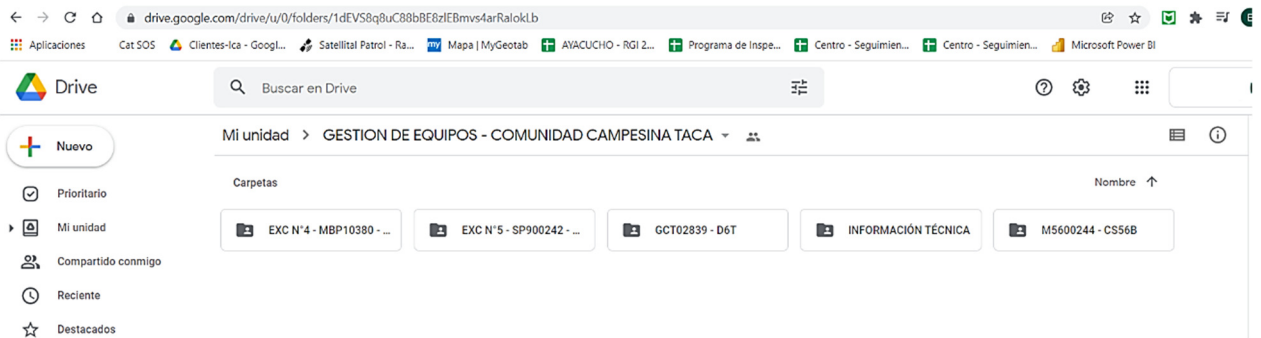 drive.google.com/drive/u/0/folders/1dEVS8q8uC88bBE8zlEBmvs4arRaIokLb
Aplicaciones Cat SOS Clientes-Ica - Googl... Satellital Patrol - Ra... my Mapa | MyGeotab AYACUCHO - RGI 2... Programa de Inspe... Centro - Seguimien... Centro - Seguimien... Microsoft Power BI
Drive Buscar en Drive
Mi unidad > GESTION DE EQUIPOS - COMUNIDAD CAMPESINA TACA
Nuevo
Carpetas Nombre
Prioritario
EXC N°4 - MBP10380 - ... EXC N°5 - SP900242 - ... GCT02839 - D6T INFORMACIÓN TÉCNICA M5600244 - CS56B
Mi unidad
Compartido conmigo
Reciente
Destacados